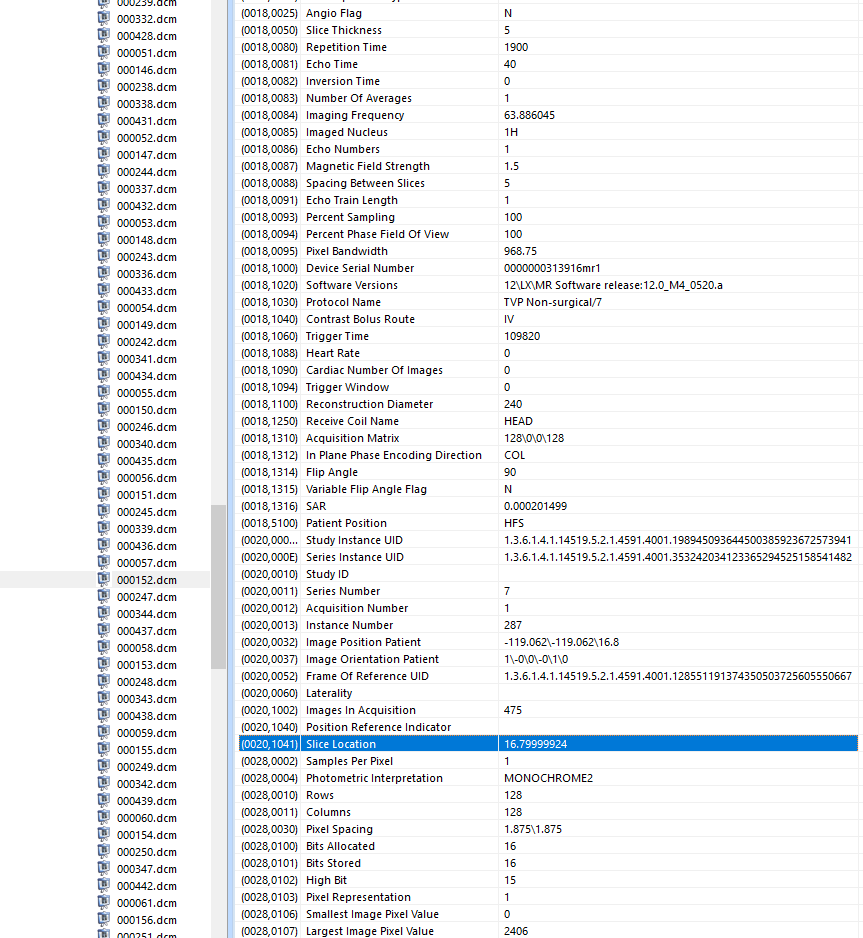 000239.dcm
000332.dcm
000428.dcm
000051.dcm
000146.dcm
000238.dcm
000338.dcm
000431.dcm
000052.dcm
000147.dcm
000244.dcm
000337.dcm
000432.dcm
000053.dcm
000148.dcm
000243.dcm
000336.dcm
000433.dcm
000054.dcm
000149.dcm
000242.dcm
000341.dcm
000434.dcm
000055.dcm
000150.dcm
000246.dcm
000340.dcm
000435.dcm
000056.dcm
000151.dcm
000245.dcm
000339.dcm
000436.dcm
000057.dcm
000152.dcm
000247.dcm
000344.dcm
000437.dcm
000058.dcm
000153.dcm
000248.dcm
000343.dcm
000438.dcm
000059.dcm
000155.dcm
000249.dcm
000342.dcm
000439.dcm
000060.dcm
000154.dcm
000250.dcm
000347.dcm
000442.dcm
000061.dcm
000156.dcm
000251.dcm
(0018,0025) Angio Flag N
(0018,0050) Slice Thickness 5
(0018,0080) Repetition Time 1900
(0018,0081) Echo Time 40
(0018,0082) Inversion Time 0
(0018,0083) Number Of Averages 1
(0018,0084) Imaging Frequency 63.886045
(0018,0085) Imaged Nucleus 1H
(0018,0086) Echo Numbers 1
(0018,0087) Magnetic Field Strength 1.5
(0018,0088) Spacing Between Slices 5
(0018,0091) Echo Train Length 1
(0018,0093) Percent Sampling 100
(0018,0094) Percent Phase Field Of View 100
(0018,0095) Pixel Bandwidth 968.75
(0018,1000) Device Serial Number 0000000313916mr1
(0018,1020) Software Versions 12\LX\MR Software release:12.0_M4_0520.a
(0018,1030) Protocol Name TVP Non-surgical/7
(0018,1040) Contrast Bolus Route IV
(0018,1060) Trigger Time 109820
(0018,1088) Heart Rate 0
(0018,1090) Cardiac Number Of Images 0
(0018,1094) Trigger Window 0
(0018,1100) Reconstruction Diameter 240
(0018,1250) Receive Coil Name HEAD
(0018,1310) Acquisition Matrix 128\0\0\128
(0018,1312) In Plane Phase Encoding Direction COL
(0018,1314) Flip Angle 90
(0018,1315) Variable Flip Angle Flag N
(0018,1316) SAR 0.000201499
(0018,5100) Patient Position HFS
(0020,000... Study Instance UID 1.3.6.1.4.1.14519.5.2.1.4591.4001.198945093644500385923672573941
(0020,000E) Series Instance UID 1.3.6.1.4.1.14519.5.2.1.4591.4001.353242034123365294525158541482
(0020,0010) Study ID
(0020,0011) Series Number 7
(0020,0012) Acquisition Number 1
(0020,0013) Instance Number 287
(0020,0032) Image Position Patient -119.062\-119.062\16.8
(0020,0037) Image Orientation Patient 1\-0\0\-0\1\0
(0020,0052) Frame Of Reference UID 1.3.6.1.4.1.14519.5.2.1.4591.4001.128551191374350503725605550667
(0020,0060) Laterality
(0020,1002) Images In Acquisition 475
(0020,1040) Position Reference Indicator
(0020,1041) Slice Location 16.79999924
(0028,0002) Samples Per Pixel 1
(0028,0004) Photometric Interpretation MONOCHROME2
(0028,0010) Rows 128
(0028,0011) Columns 128
(0028,0030) Pixel Spacing 1.875\1.875
(0028,0100) Bits Allocated 16
(0028,0101) Bits Stored 16
(0028,0102) High Bit 15
(0028,0103) Pixel Representation 1
(0028,0106) Smallest Image Pixel Value 0
(0028,0107) Largest Image Pixel Value 2406